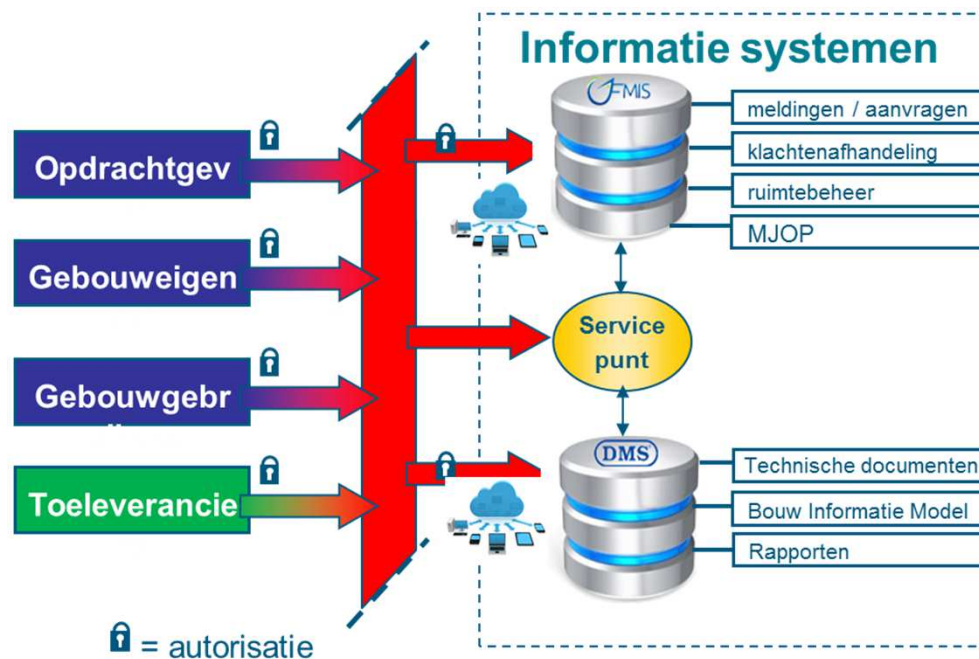 Informatie systemen
FMIS
meldingen / aanvragen
klachtenafhandeling
ruimtebeheer
MJOP
Opdrachtgev
Gebouweigen
Gebouwgebr
Toeleverancie
Service
punt
DMS
Technische documenten
Bouw Informatie Model
Rapporten
= autorisatie